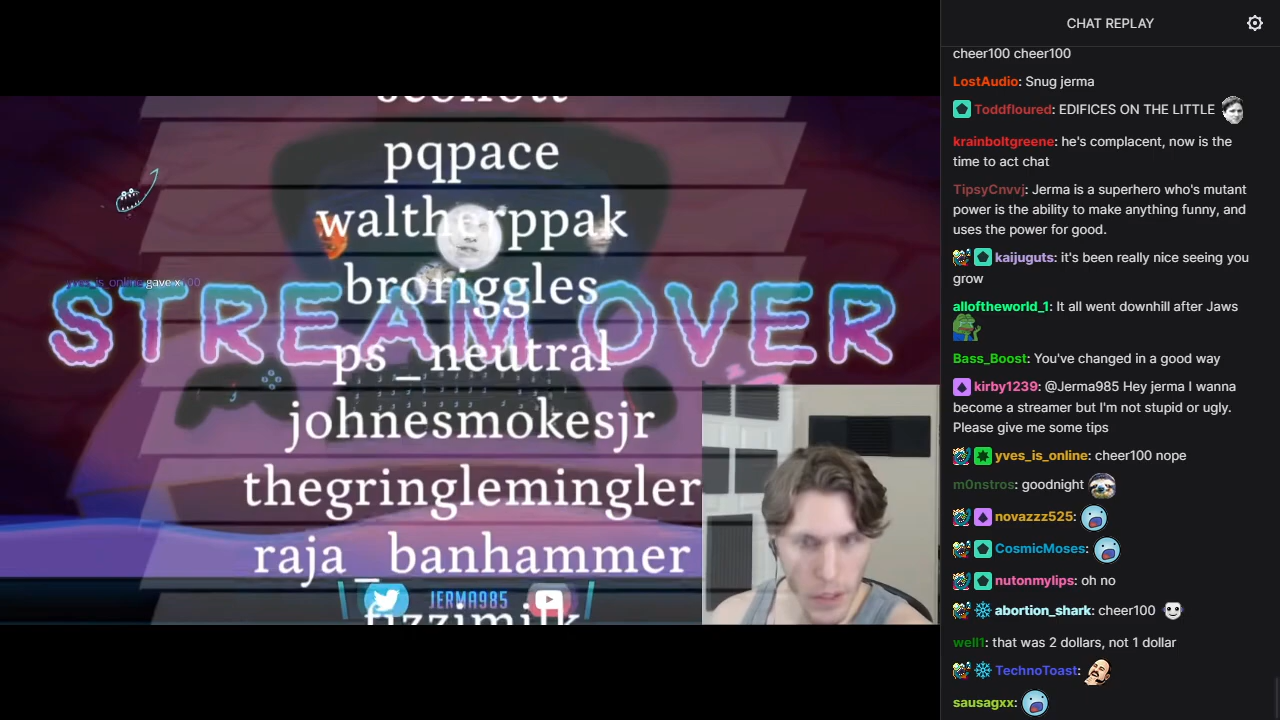 pqpace
waltherppak
broriggles
yves_is_online gave x100
STREAM OVER
ps_neutral
johnesmokesjr
thegringlemingler
raja_banhammer
JERMA985
fizzimilk
CHAT REPLAY
cheer100 cheer100
LostAudio: Snug jerma
Toddfloured: EDIFICES ON THE LITTLE
krainboltgreene: he's complacent, now is the
time to act chat
TipsyCnvvj: Jerma is a superhero who's mutant
power is the ability to make anything funny, and
uses the power for good.
kaijuguts: it's been really nice seeing you
grow
alloftheworld_1: It all went downhill after Jaws
Bass_Boost: You've changed in a good way
kirby1239: @Jerma985 Hey jerma I wanna
become a streamer but I'm not stupid or ugly.
Please give me some tips
yves_is_online: cheer100 nope
m0nstros: goodnight
novazzz525:
CosmicMoses:
nutonmylips: oh no
abortion_shark: cheer100
well1: that was 2 dollars, not 1 dollar
TechnoToast:
sausagxx: